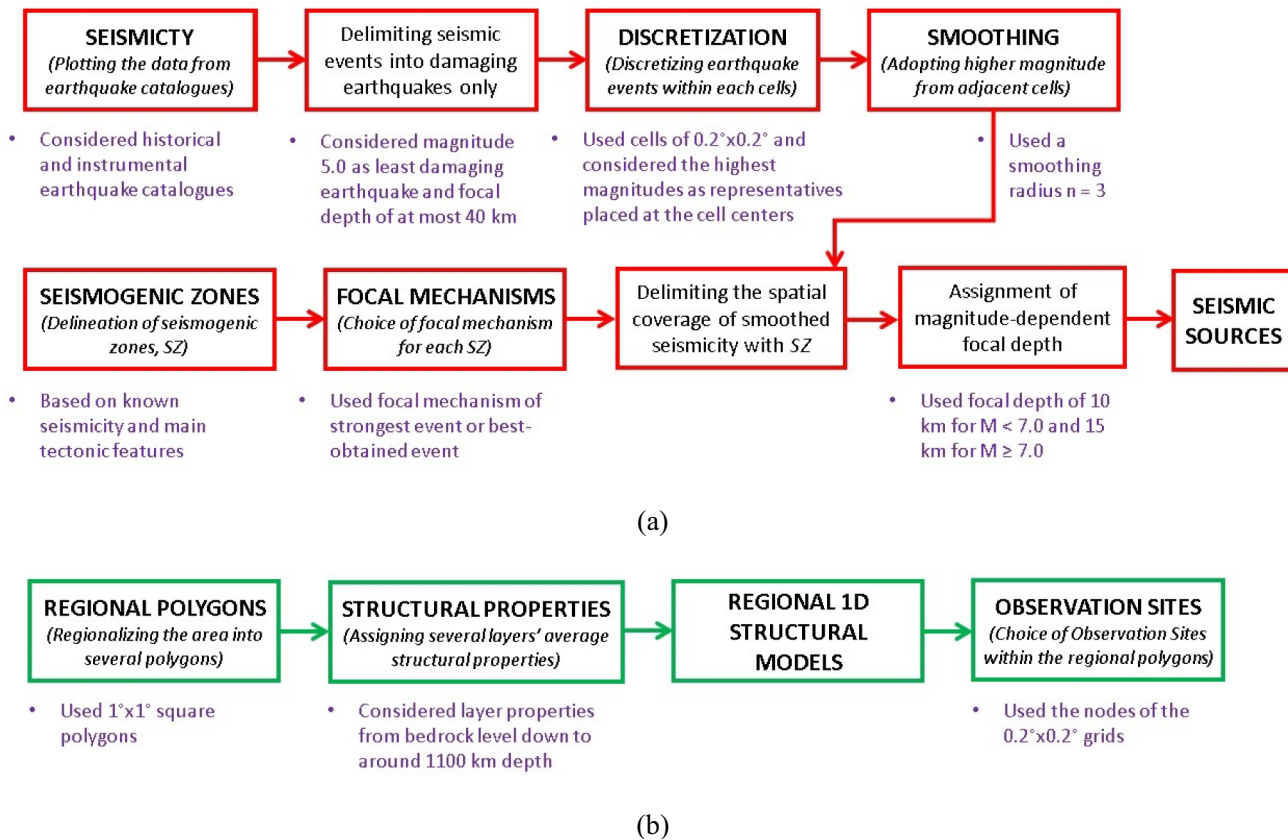 SEISMICTY
(Plotting the data from
earthquake catalogues)
Delimiting seismic
events into damaging
earthquakes only
DISCRETIZATION
(Discretizing earthquake
events within each cells)
SMOOTHING
(Adopting higher magnitude
from adjacent cells)
• Considered historical
and instrumental
earthquake catalogues
• Considered magnitude
5.0 as least damaging
earthquake and focal
depth of at most 40 km
• Used cells of 0.2°x0.2° and
considered the highest
magnitudes as representatives
placed at the cell centers
• Used a
smoothing
radius n = 3
SEISMOGENIC ZONES
(Delineation of seismogenic
zones, SZ)
FOCAL MECHANISMS
(Choice of focal mechanism
for each SZ)
Delimiting the spatial
coverage of smoothed
seismicity with SZ
Assignment of
magnitude-dependent
focal depth
SEISMIC
SOURCES
• Based on known
seismicity and main
tectonic features
• Used focal mechanism of
strongest event or best-
obtained event
• Used focal depth of 10
km for M < 7.0 and 15
km for M ≥ 7.0
(a)
REGIONAL POLYGONS
(Regionalizing the area into
several polygons)
STRUCTURAL PROPERTIES
(Assigning several layers’ average
structural properties)
REGIONAL 1D
STRUCTURAL
MODELS
OBSERVATION SITES
(Choice of Observation Sites
within the regional polygons)
• Used 1°x1° square
polygons
• Considered layer properties
from bedrock level down to
around 1100 km depth
• Used the nodes of the
0.2°x0.2° grids
(b)